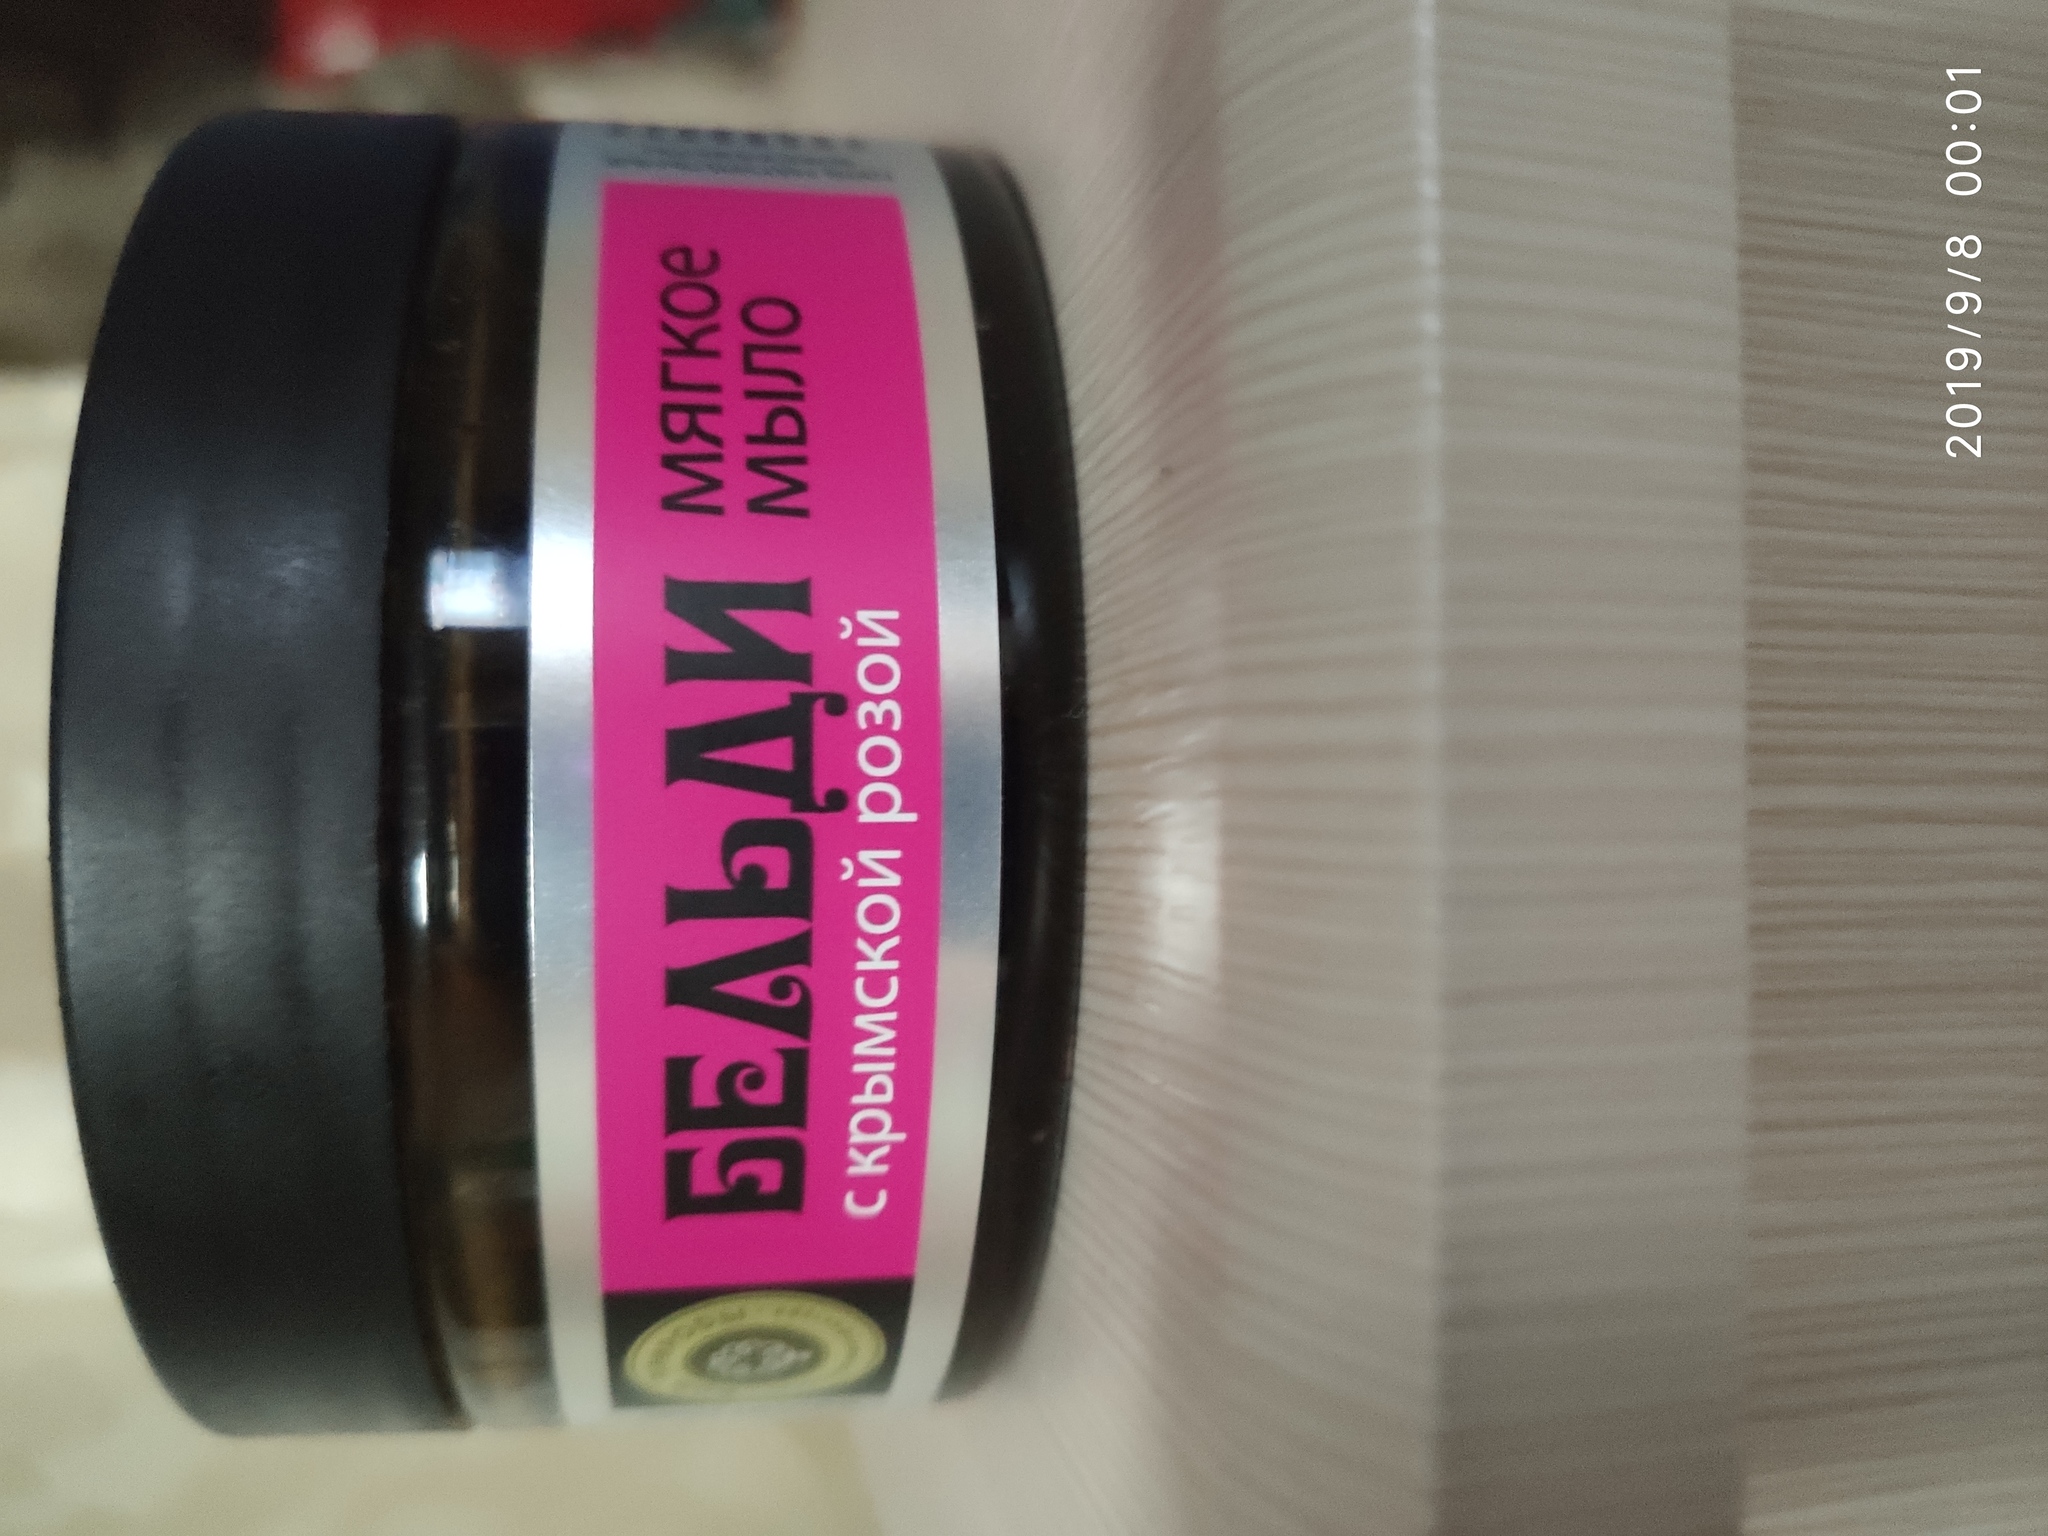 БЕЛЬДИ
мягкое
мыло
с крымской розой
2019/9/8 00:01